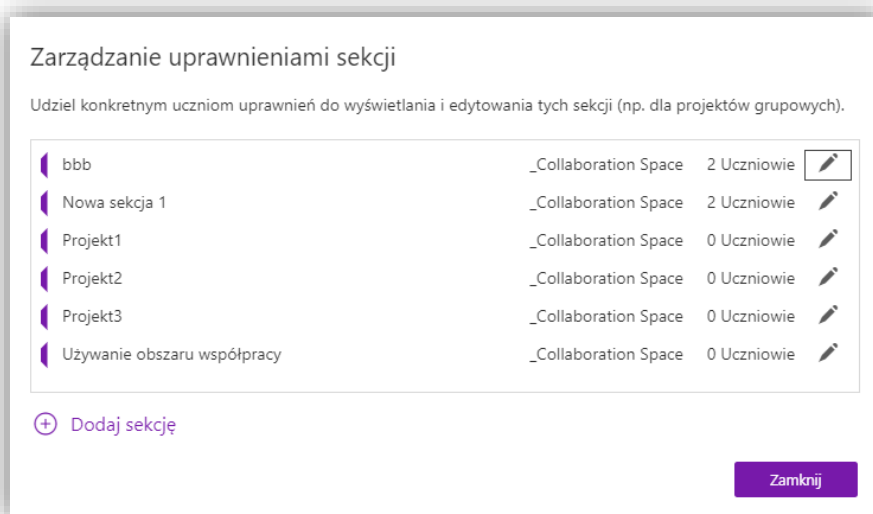 Zarządzanie uprawnieniami sekcji
Udziel konkretnym uczniom uprawnień do wyświetlania i edytowania tych sekcji (np. dla projektów grupowych).
bbb _Collaboration Space 2 Uczniowie
Nowa sekcja 1 _Collaboration Space 2 Uczniowie
Projekt1 _Collaboration Space 0 Uczniowie
Projekt2 _Collaboration Space 0 Uczniowie
Projekt3 _Collaboration Space 0 Uczniowie
Używanie obszaru współpracy _Collaboration Space 0 Uczniowie
Dodaj sekcję
Zamknij